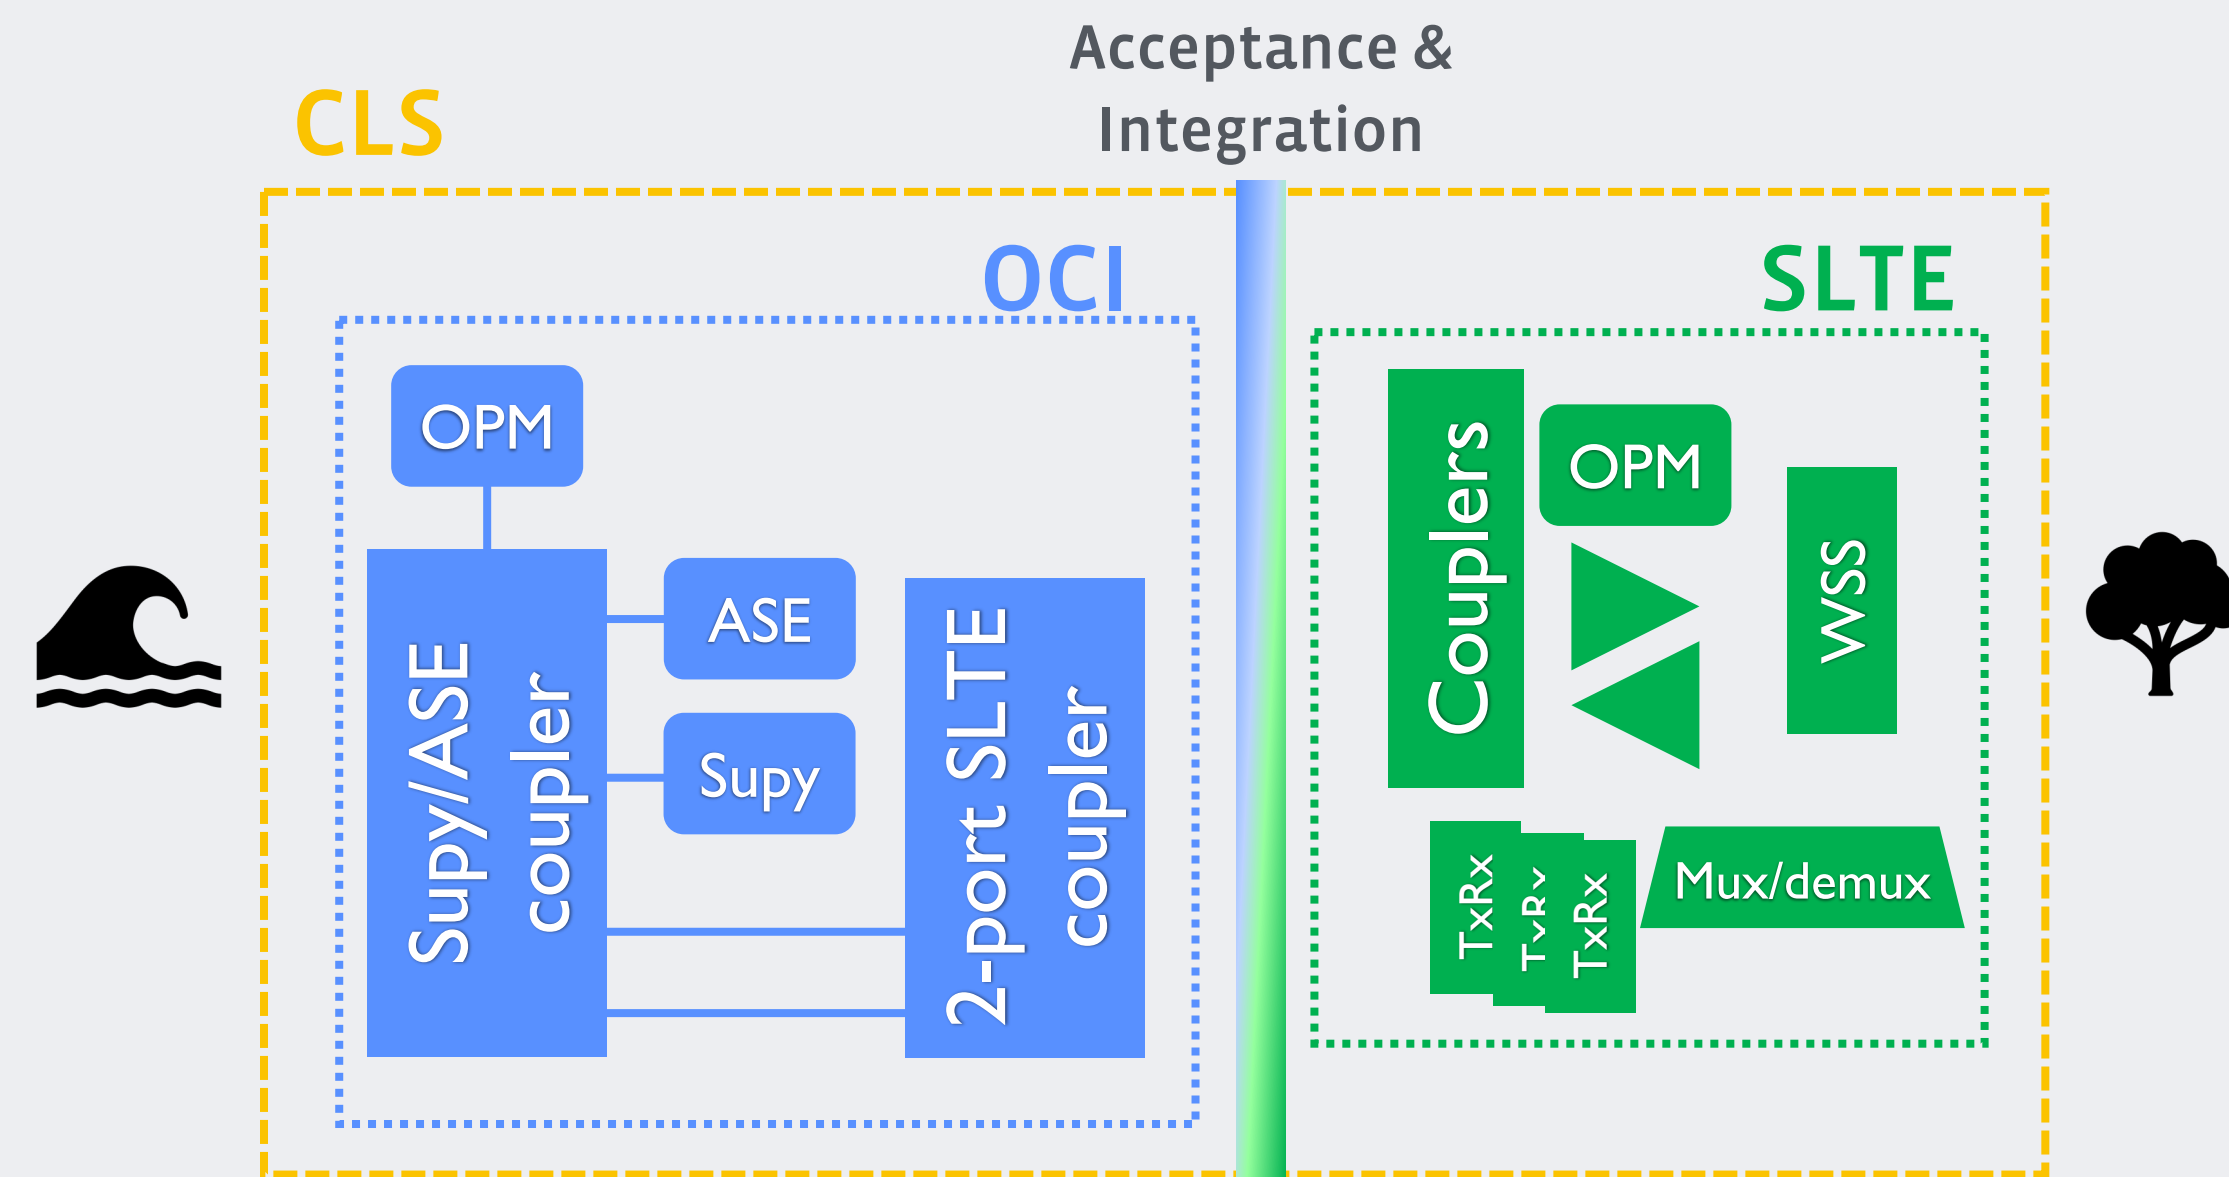 Acceptance &
Integration
CLS
OCI
SLTE
OPM
Supy/ASE
coupler
ASE
Supy
2-port SLTE
coupler
Couplers
OPM
WSS
TxRx
TxRx
TxRx
Mux/demux